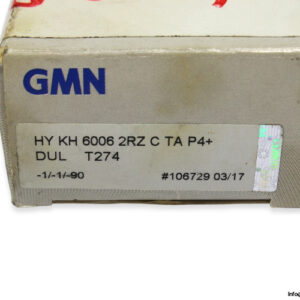 GMN
HY KH 6006 2RZ C TA P4+
DUL T274
-1/-1/-90 #106729 03/17